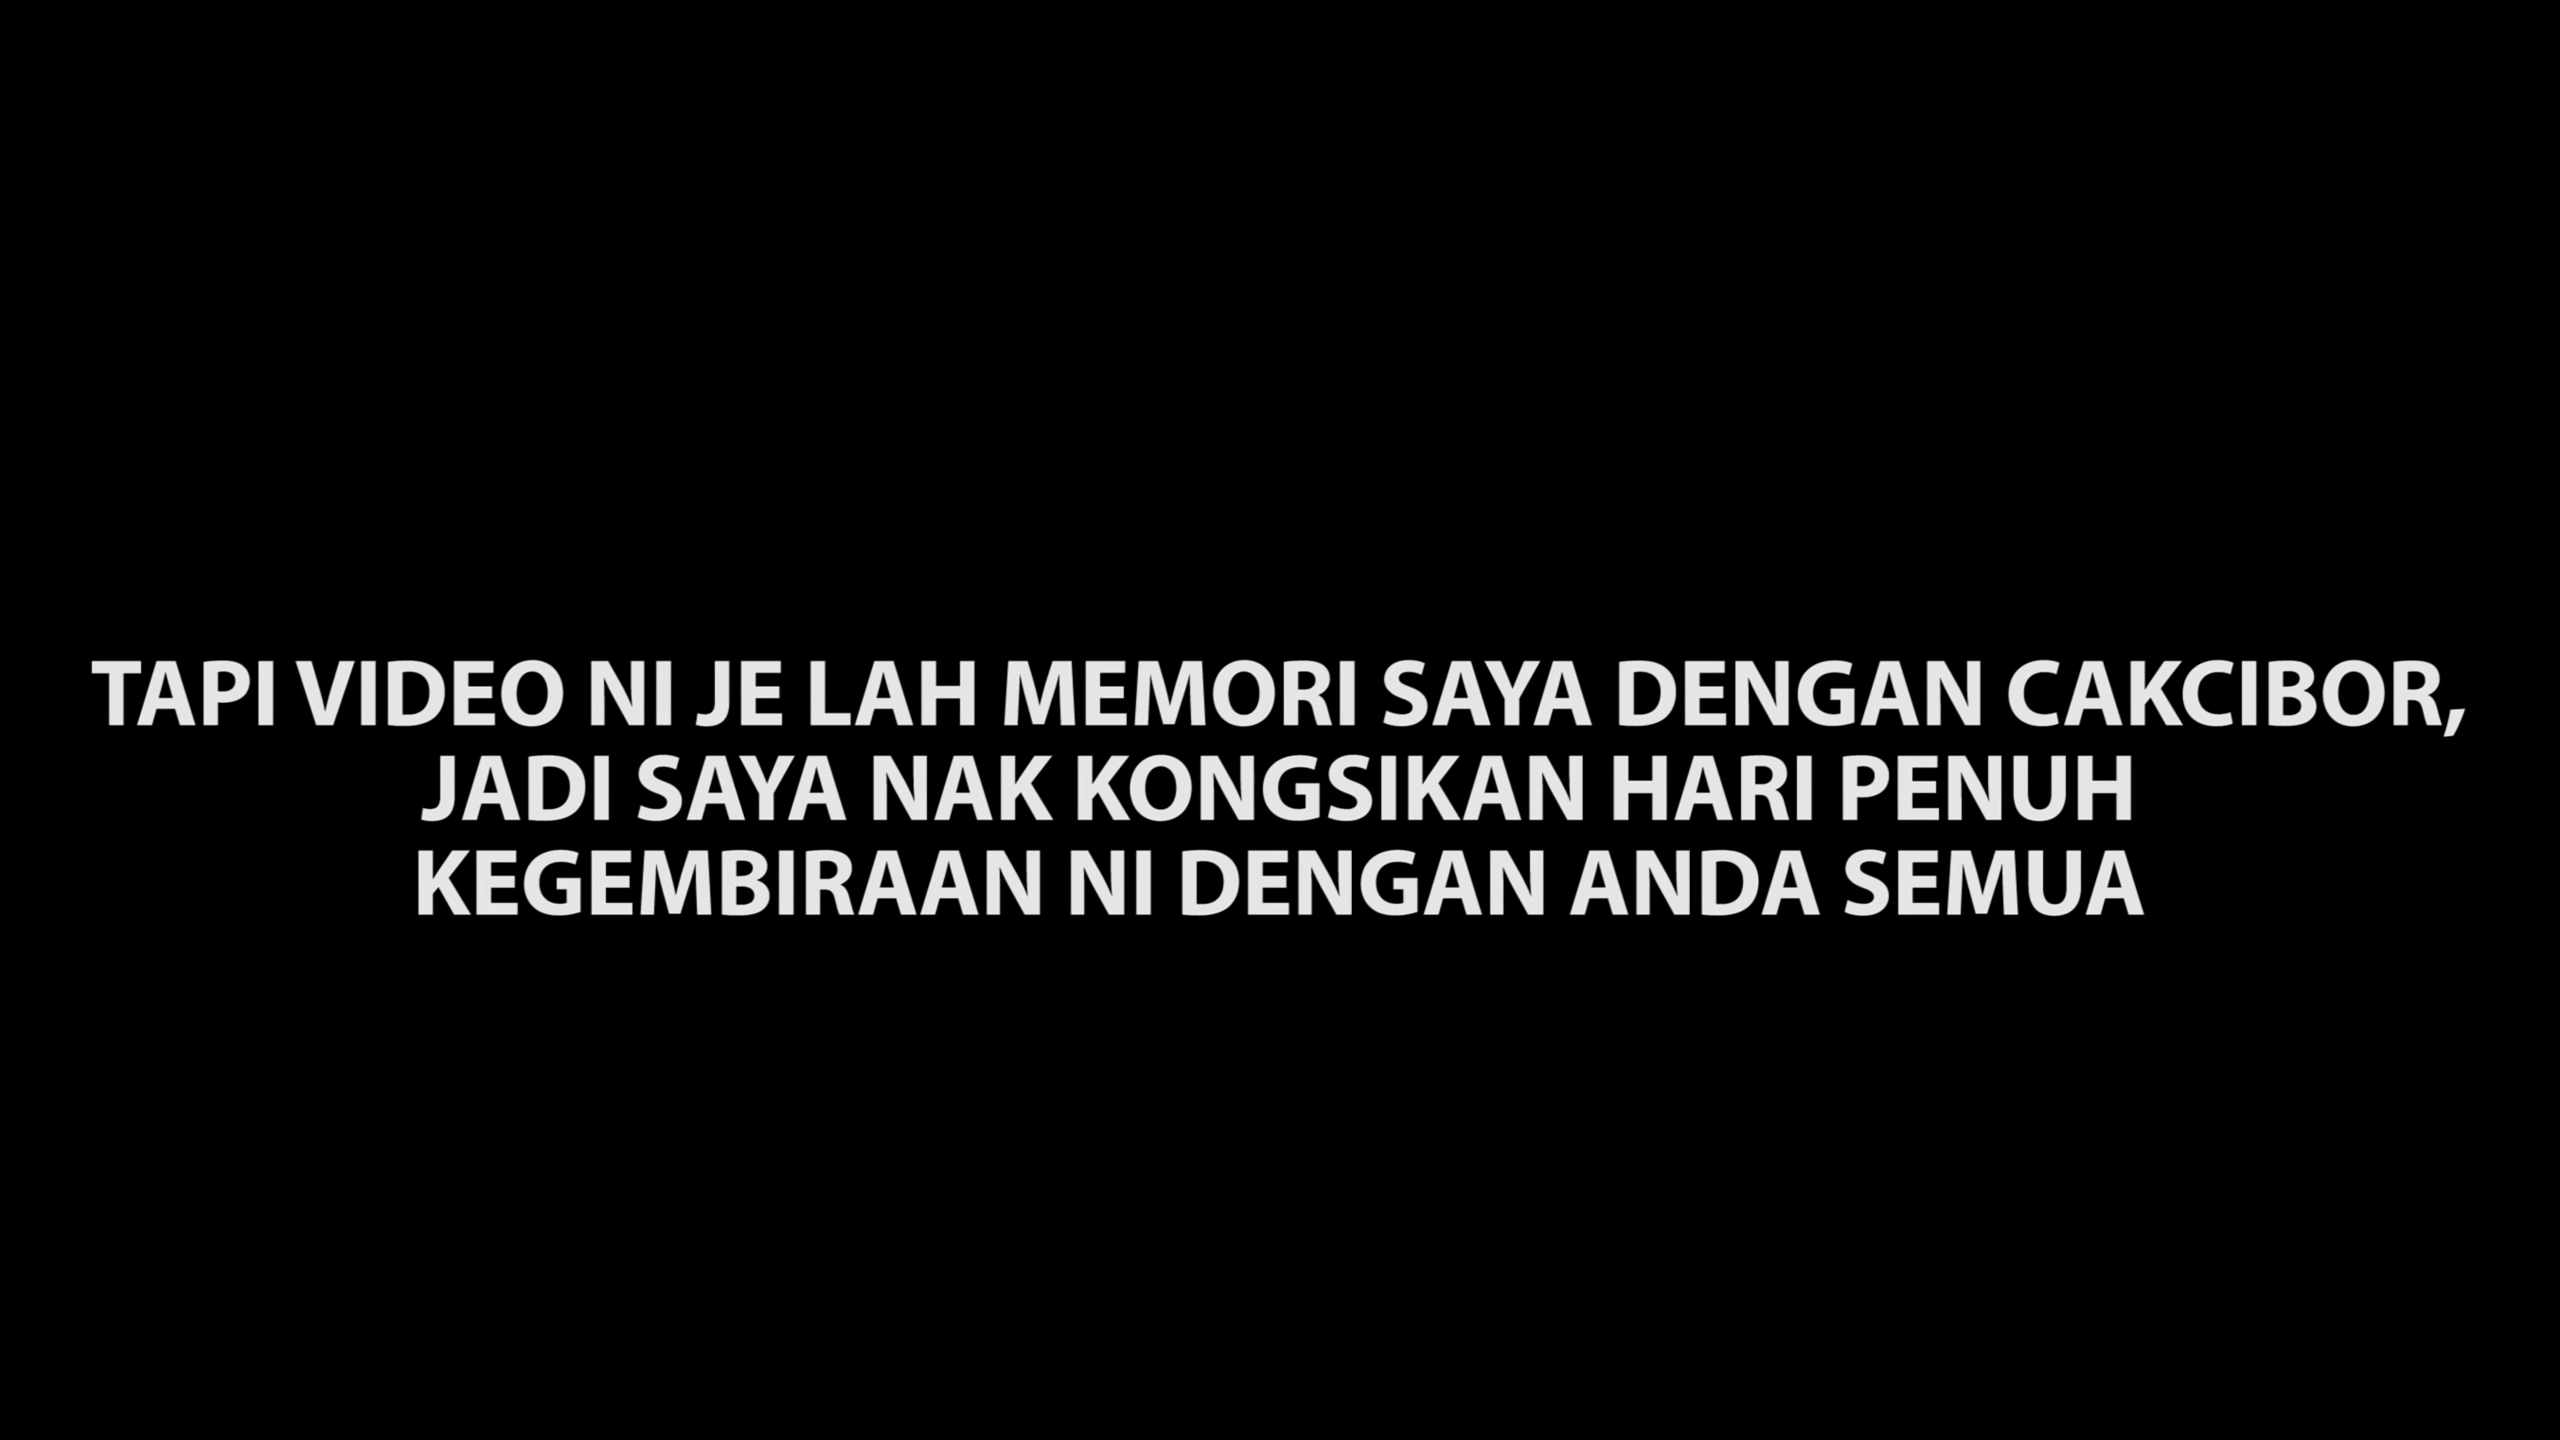 TAPI VIDEO NI JE LAH MEMORI SAYA DENGAN CAKCIBOR,
JADI SAYA NAK KONGSIKAN HARI PENUH
KEGEMBIRAAN NI DENGAN ANDA SEMUA